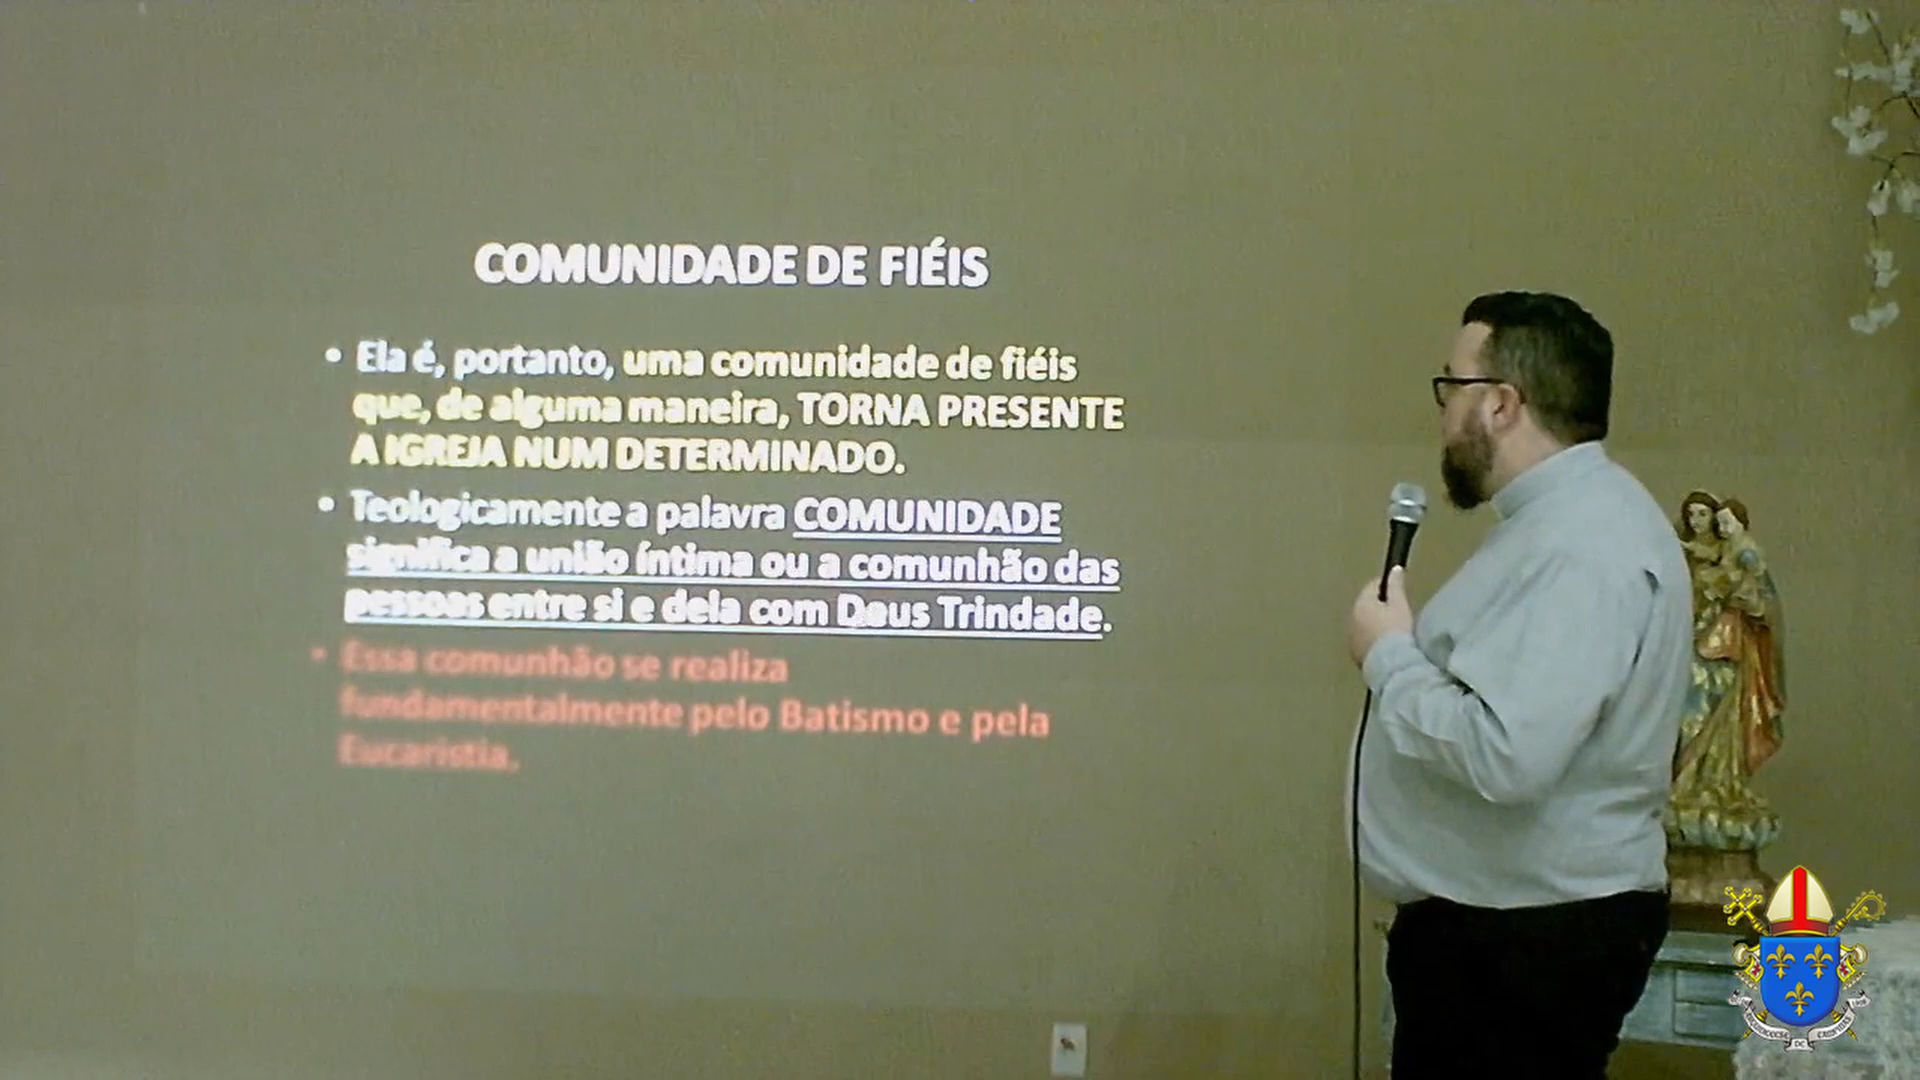 COMUNIDADE DE FIÉIS
• Ela é, portanto, uma comunidade de fiéis
que, de alguma maneira, TORNA PRESENTE
A IGREJA NUM DETERMINADO.
• Teologicamente a palavra COMUNIDADE
significa a união íntima ou a comunhão das
pessoas entre si e dela com Deus Trindade.
• Essa comunhão se realiza
fundamentalmente pelo Batismo e pela
Eucaristia.